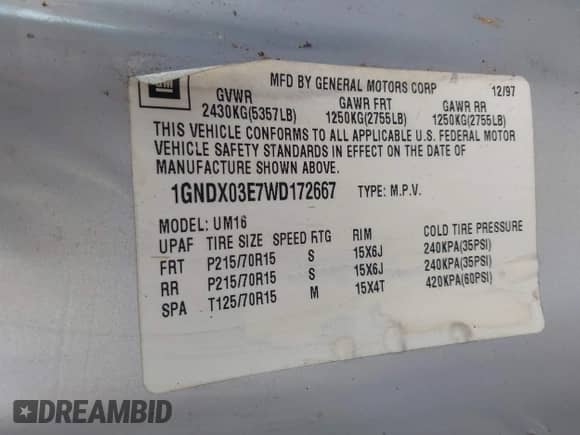 GM
MFD BY GENERAL MOTORS CORP 12/97
GVWR GAWR FRT GAWR RR
2430KG(5357LB) 1250KG(2755LB) 1250KG(2755LB)
THIS VEHICLE CONFORMS TO ALL APPLICABLE U.S. FEDERAL MOTOR
VEHICLE SAFETY STANDARDS IN EFFECT ON THE DATE OF
MANUFACTURE SHOWN ABOVE.
1GNDX03E7WD172667 TYPE: M.P.V.
MODEL: UM16
UPAF TIRE SIZE SPEED RTG RIM COLD TIRE PRESSURE
FRT P215/70R15 S 15X6J 240KPA(35PSI)
RR P215/70R15 S 15X6J 240KPA(35PSI)
SPA T125/70R15 M 15X4T 420KPA(60PSI)
DREAMBID